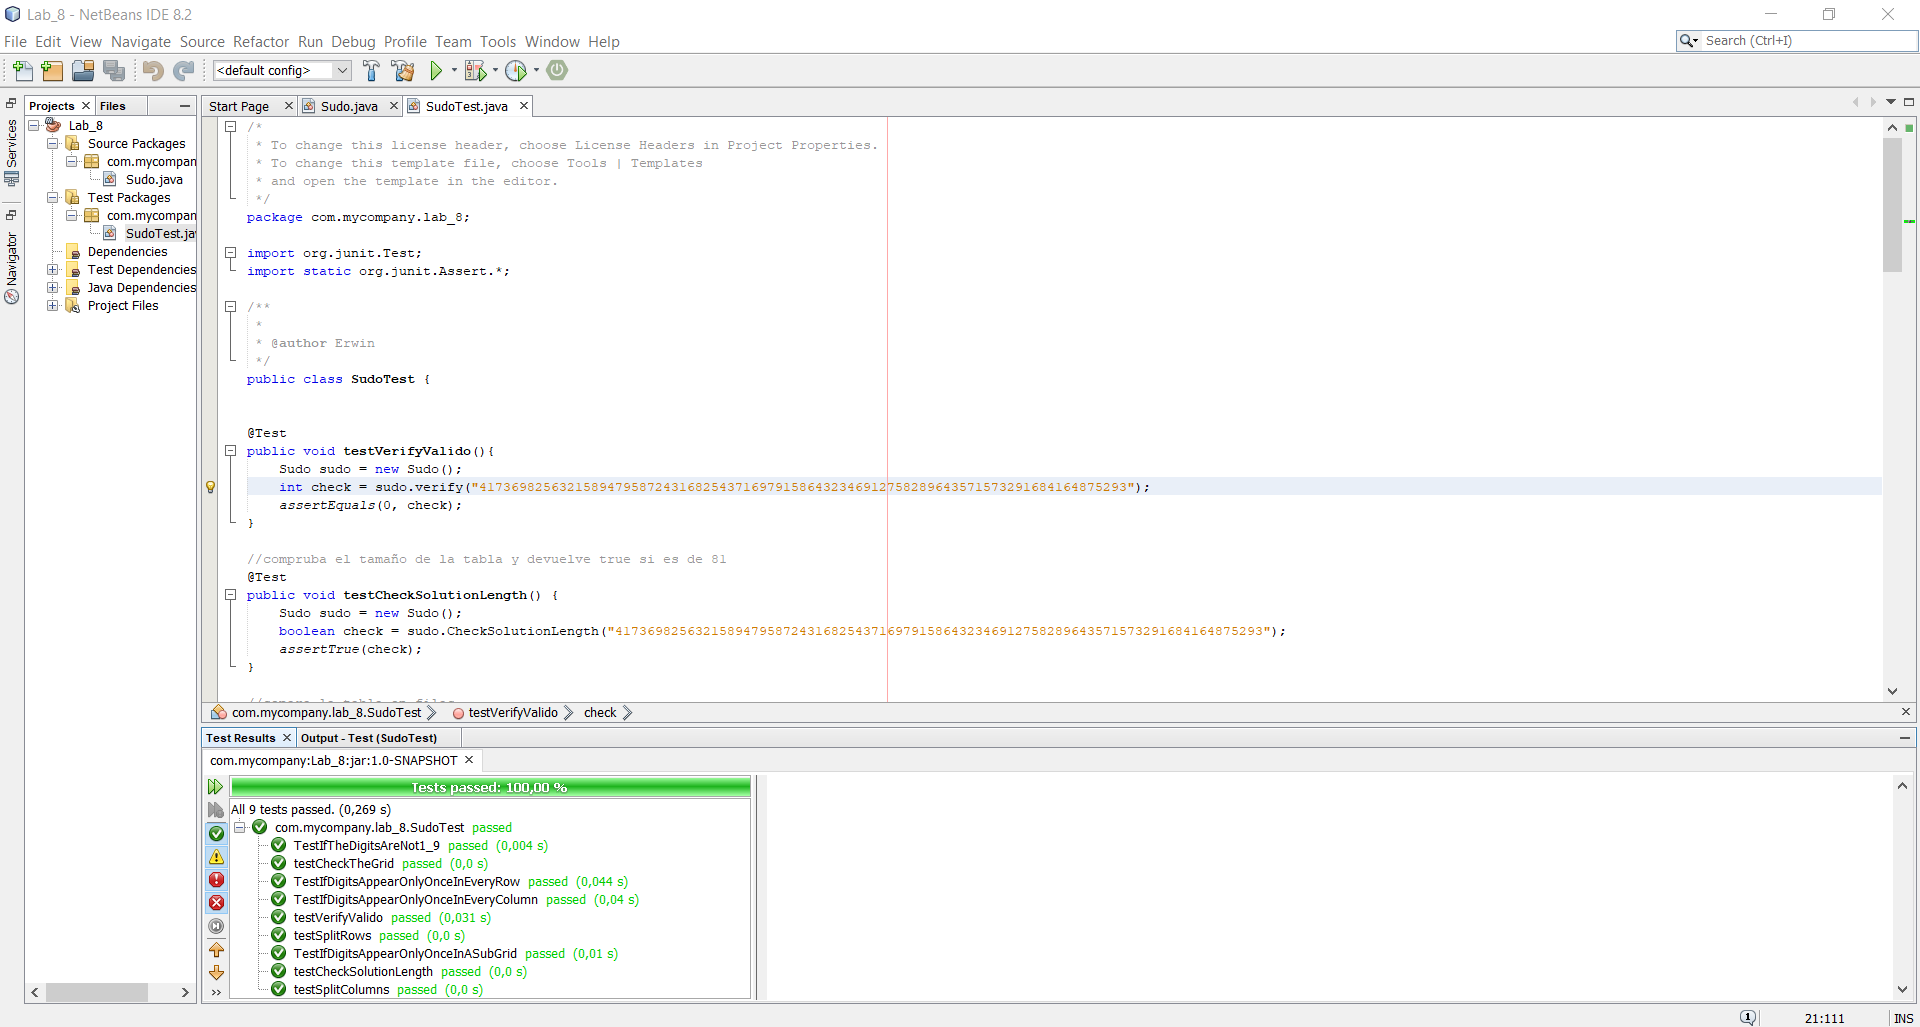 Lab_8 - NetBeans IDE 8.2
File Edit View Navigate Source Refactor Run Debug Profile Team Tools Window Help
Search (Ctrl+I)
<default config>
Services
Navigator
Projects
Files
Lab_8
Source Packages
com.mycompan
Sudo.java
Test Packages
com.mycompan
SudoTest.ja
Dependencies
Test Dependencies
Java Dependencies
Project Files
Start Page
Sudo.java
SudoTest.java
/*
* To change this license header, choose License Headers in Project Properties.
* To change this template file, choose Tools | Templates
* and open the template in the editor.
*/
package com.mycompany.lab_8;
import org.junit.Test;
import static org.junit.Assert.*;
/**
*
* @author Erwin
*/
public class SudoTest {
@Test
public void testVerifyValido(){
Sudo sudo = new Sudo();
int check = sudo.verify("417369825632158947958724316825437169791586432346912758289643571573291684164875293");
assertEquals(0, check);
}
//compruba el tamaño de la tabla y devuelve true si es de 81
@Test
public void testCheckSolutionLength() {
Sudo sudo = new Sudo();
boolean check = sudo.CheckSolutionLength("417369825632158947958724316825437169791586432346912758289643571573291684164875293");
assertTrue(check);
}
com.mycompany.lab_8.SudoTest
testVerifyValido
check
Test Results
Output - Test (SudoTest)
com.mycompany:Lab_8:jar:1.0-SNAPSHOT
Tests passed: 100,00 %
All 9 tests passed. (0,269 s)
com.mycompany.lab_8.SudoTest passed
TestIfTheDigitsAreNot1_9 passed (0,004 s)
testCheckTheGrid passed (0,0 s)
TestIfDigitsAppearOnlyOnceInEveryRow passed (0,044 s)
TestIfDigitsAppearOnlyOnceInEveryColumn passed (0,04 s)
testVerifyValido passed (0,031 s)
testSplitRows passed (0,0 s)
TestIfDigitsAppearOnlyOnceInASubGrid passed (0,01 s)
testCheckSolutionLength passed (0,0 s)
testSplitColumns passed (0,0 s)
1
21:111
INS